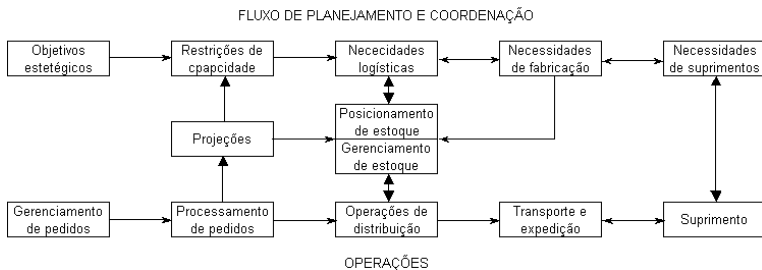 FLUXO DE PLANEJAMENTO E COORDENAÇÃO
Objetivos
estetégicos
Restrições de
cpapcidade
Nececidades
logísticas
Necessidades
de fabricação
Necessidades
de suprimentos
Projeções
Posicionamento
de estoque
Gerenciamento
de estoque
Gerenciamento
de pedidos
Processamento
de pedidos
Operações de
distribuição
Transporte e
expedição
Suprimento
OPERAÇÕES